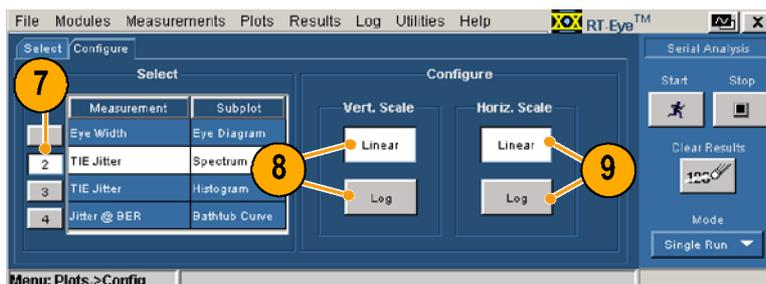 File Modules Measurements Plots Results Log Utilities Help RT-Eye™ X
Select Configure Serial Analysis
7
Select Configure
Start Stop
Measurement Subplot Vert. Scale Horiz. Scale
Eye Width Eye Diagram
Linear Linear
Clear Results
2 TIE Jitter Spectrum
8 9
123
3 TIE Jitter Histogram
Log Log
4 Jitter @ BER Bathtub Curve
Mode
Single Run
Menu: Plots->Config